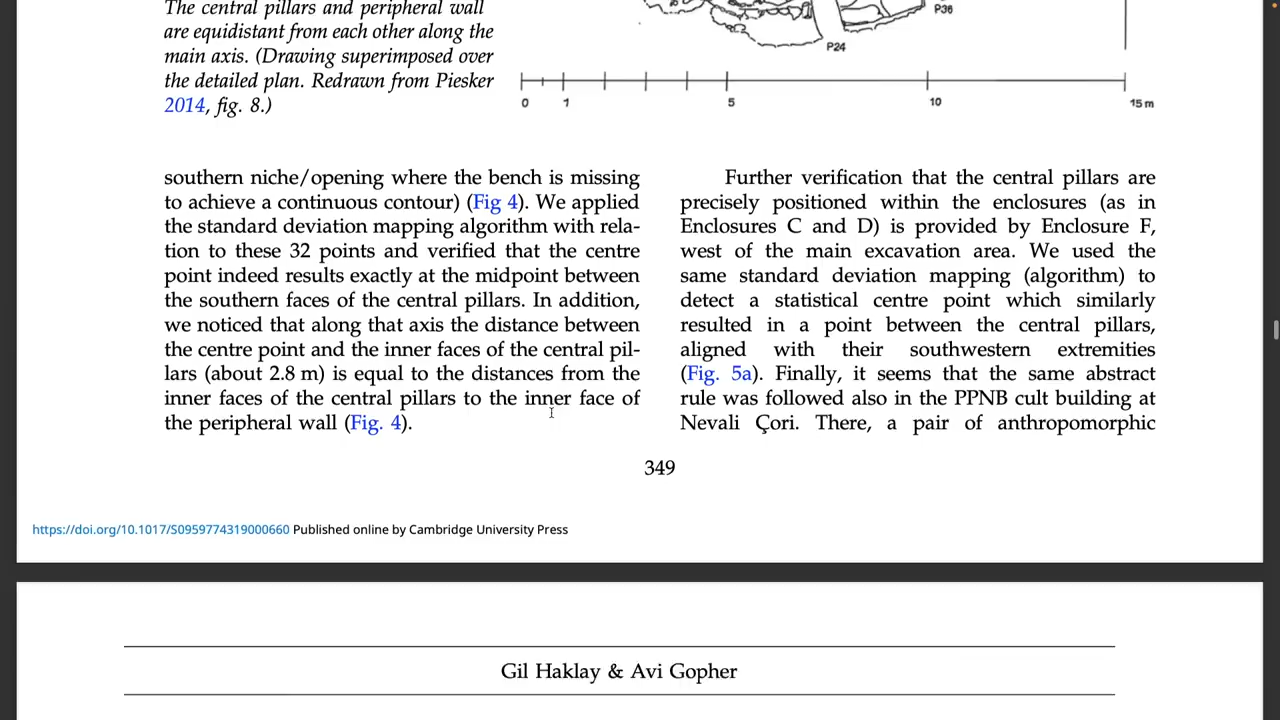 The central pillars and peripheral wall
are equidistant from each other along the
main axis. (Drawing superimposed over
the detailed plan. Redrawn from Piesker
2014, fig. 8.)
P36
P24
0 1 5 10 15 m
southern niche/opening where the bench is missing
to achieve a continuous contour) (Fig 4). We applied
the standard deviation mapping algorithm with rela-
tion to these 32 points and verified that the centre
point indeed results exactly at the midpoint between
the southern faces of the central pillars. In addition,
we noticed that along that axis the distance between
the centre point and the inner faces of the central pil-
lars (about 2.8 m) is equal to the distances from the
inner faces of the central pillars to the inner face of
the peripheral wall (Fig. 4).
Further verification that the central pillars are
precisely positioned within the enclosures (as in
Enclosures C and D) is provided by Enclosure F,
west of the main excavation area. We used the
same standard deviation mapping (algorithm) to
detect a statistical centre point which similarly
resulted in a point between the central pillars,
aligned with their southwestern extremities
(Fig. 5a). Finally, it seems that the same abstract
rule was followed also in the PPNB cult building at
Nevali Çori. There, a pair of anthropomorphic
349
https://doi.org/10.1017/S0959774319000660 Published online by Cambridge University Press
Gil Haklay & Avi Gopher